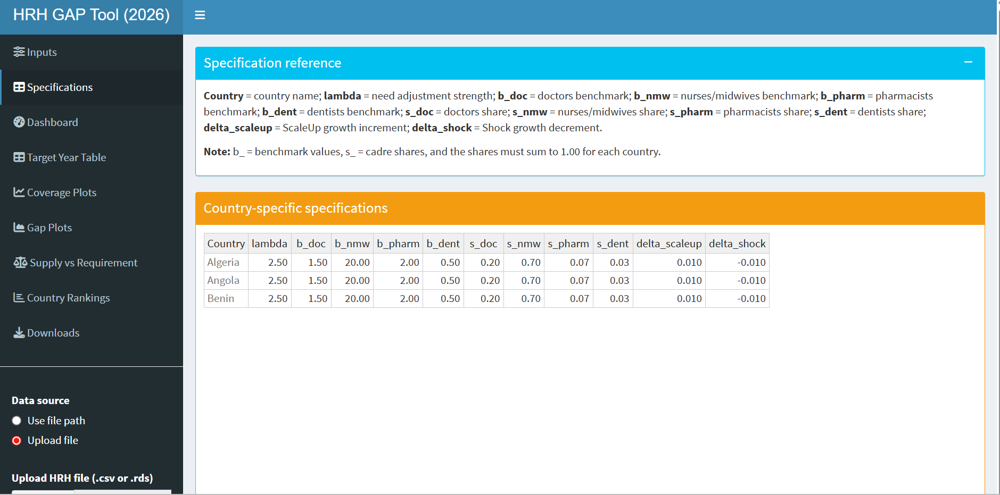 HRH GAP Tool (2026)
Inputs
Specifications
Dashboard
Target Year Table
Coverage Plots
Gap Plots
Supply vs Requirement
Country Rankings
Downloads
Data source
Use file path
Upload file
Upload HRH file (.csv or .rds)
Specification reference
Country = country name; lambda = need adjustment strength; b_doc = doctors benchmark; b_nmw = nurses/midwives benchmark; b_pharm = pharmacists
benchmark; b_dent = dentists benchmark; s_doc = doctors share; s_nmw = nurses/midwives share; s_pharm = pharmacists share; s_dent = dentists share;
delta_scaleup = ScaleUp growth increment; delta_shock = Shock growth decrement.
Note: b_ = benchmark values, s_ = cadre shares, and the shares must sum to 1.00 for each country.
Country-specific specifications
Country lambda b_doc b_nmw b_pharm b_dent s_doc s_nmw s_pharm s_dent delta_scaleup delta_shock
Algeria 2.50 1.50 20.00 2.00 0.50 0.20 0.70 0.07 0.03 0.010 -0.010
Angola 2.50 1.50 20.00 2.00 0.50 0.20 0.70 0.07 0.03 0.010 -0.010
Benin 2.50 1.50 20.00 2.00 0.50 0.20 0.70 0.07 0.03 0.010 -0.010